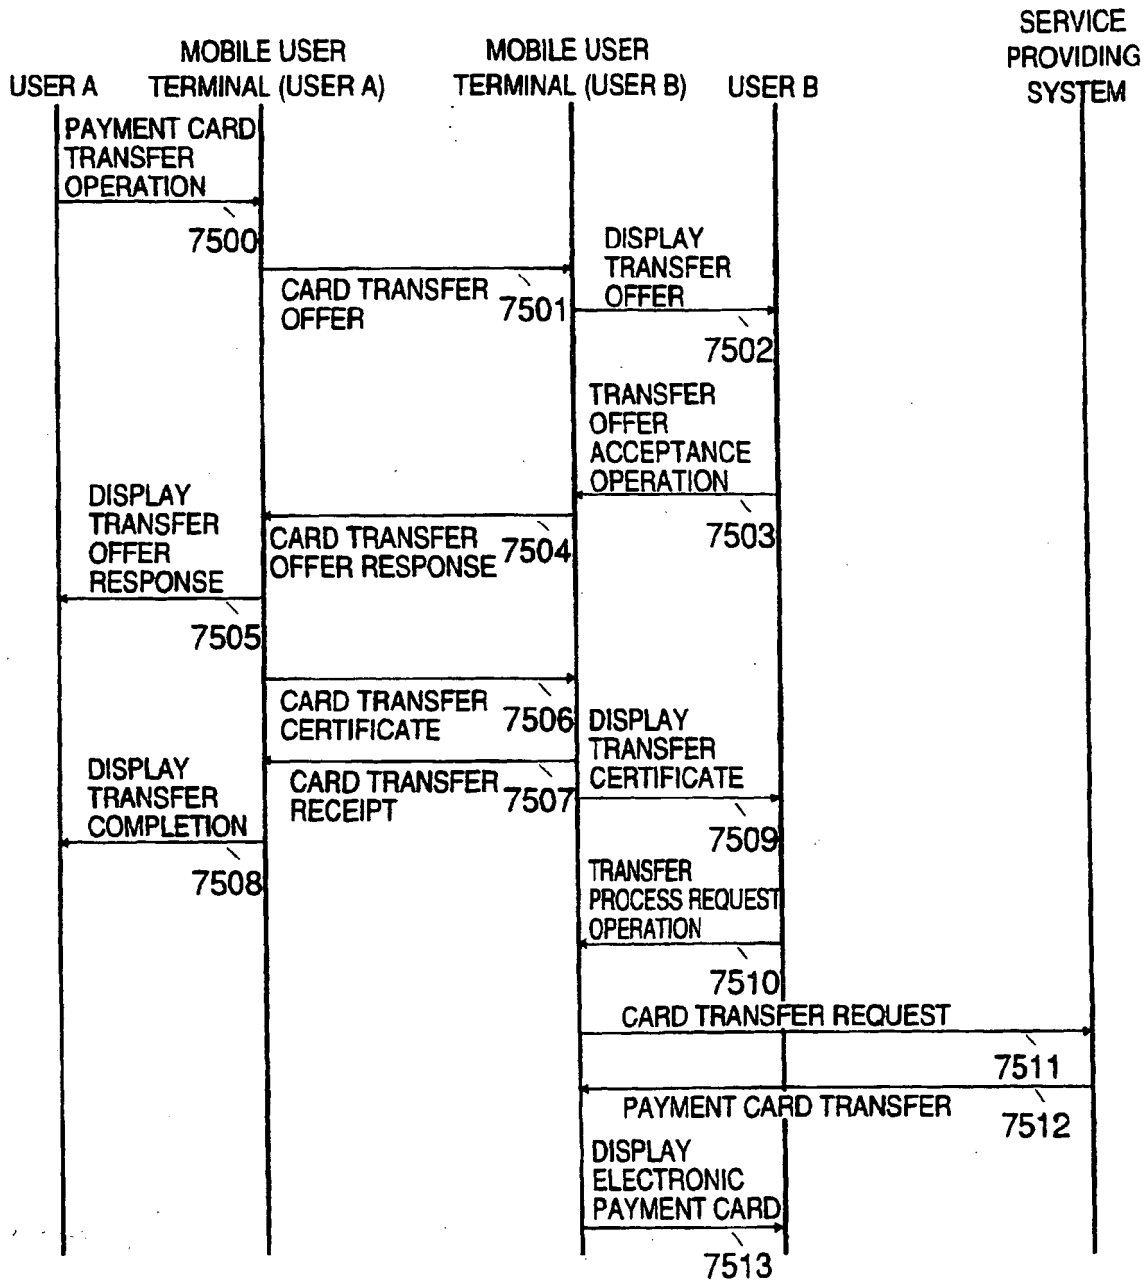 SERVICE
PROVIDING
SYSTEM
MOBILE USER
TERMINAL (USER A)
MOBILE USER
TERMINAL (USER B)
USER A
USER B
PAYMENT CARD
TRANSFER
OPERATION
7500
CARD TRANSFER
OFFER
7501
DISPLAY
TRANSFER
OFFER
7502
TRANSFER
OFFER
ACCEPTANCE
OPERATION
7503
CARD TRANSFER
OFFER RESPONSE
7504
DISPLAY
TRANSFER
OFFER
RESPONSE
7505
CARD TRANSFER
CERTIFICATE
7506
CARD TRANSFER
RECEIPT
7507
DISPLAY
TRANSFER
COMPLETION
7508
DISPLAY
TRANSFER
CERTIFICATE
7509
TRANSFER
PROCESS REQUEST
OPERATION
7510
CARD TRANSFER REQUEST
7511
PAYMENT CARD TRANSFER
7512
DISPLAY
ELECTRONIC
PAYMENT CARD
7513